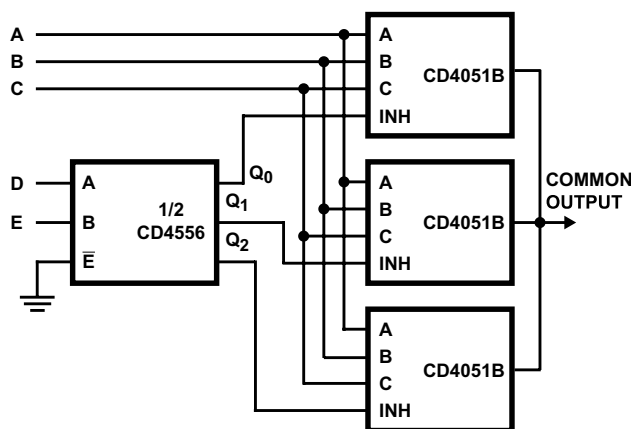 A
B
C
A
B
C
INH
CD4051B
D
E
A
B
E̅
1/2
CD4556
Q0
Q1
Q2
A
B
C
INH
CD4051B
COMMON
OUTPUT
A
B
C
INH
CD4051B